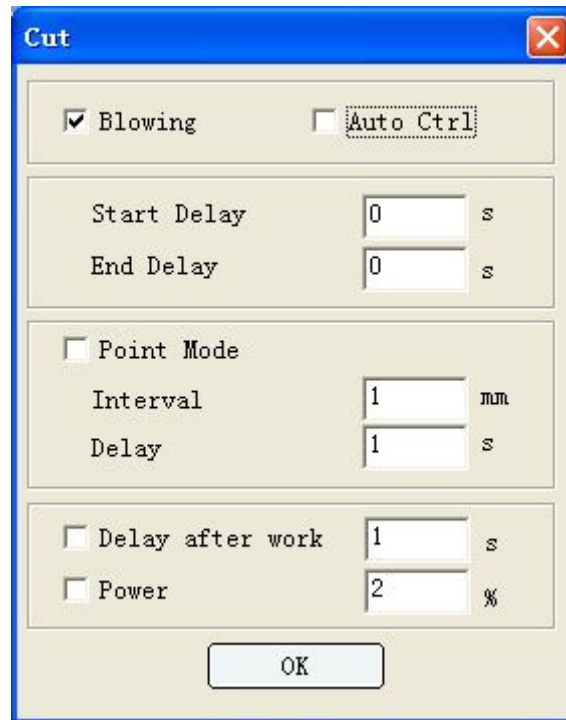 Cut
Blowing Auto Ctrl
Start Delay 0 s
End Delay 0 s
Point Mode
Interval 1 mm
Delay 1 s
Delay after work 1 s
Power 2 %
OK